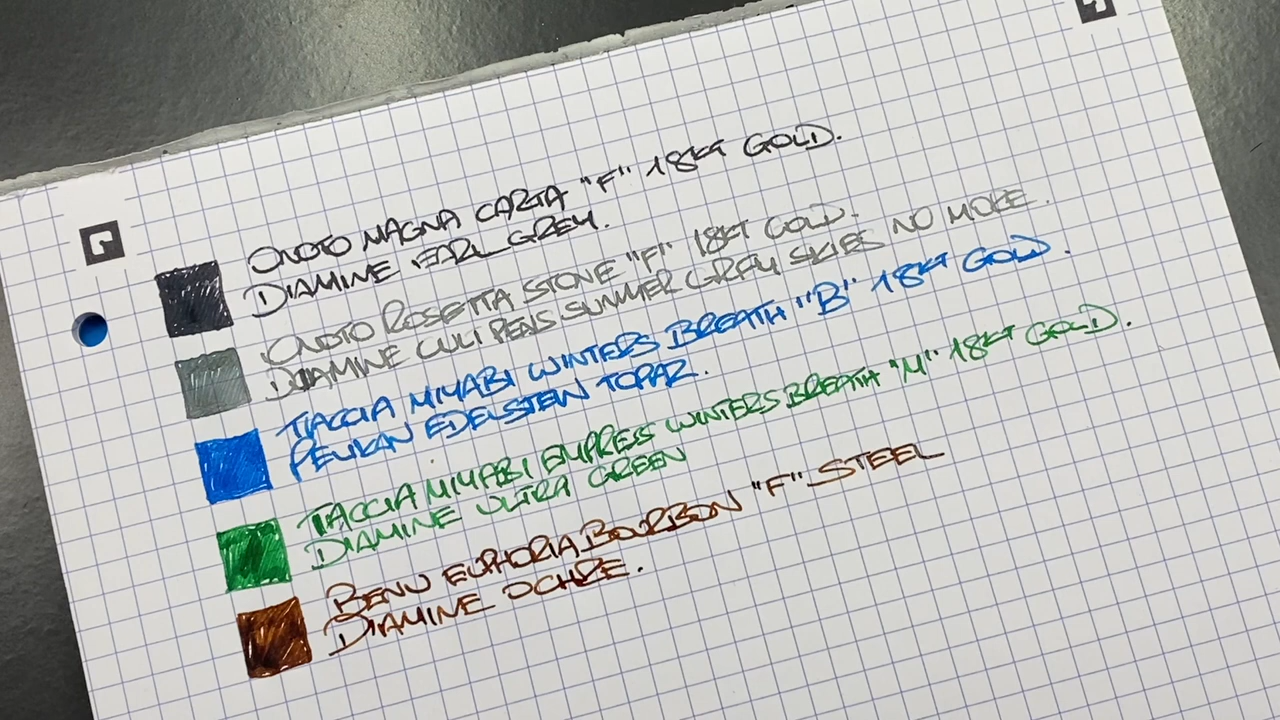 ONOTO MAGNA CARTA "F" 18KT GOLD.
DIAMINE EARL GREY.
ONOTO ROSETTA STONE "F" 18KT GOLD.
DIAMINE CULT PENS SUMMER GREY SKIES NO MORE.
TACCIA MIYABI WINTERS BREATH "B" 18KT GOLD.
PELIKAN EDELSTEIN TOPAZ.
TACCIA MIYABI EMPRESS WINTERS BREATH "M" 18KT GOLD.
DIAMINE ULTRA GREEN
BENU EUPHORIA BOURBON "F" STEEL
DIAMINE OCHRE.